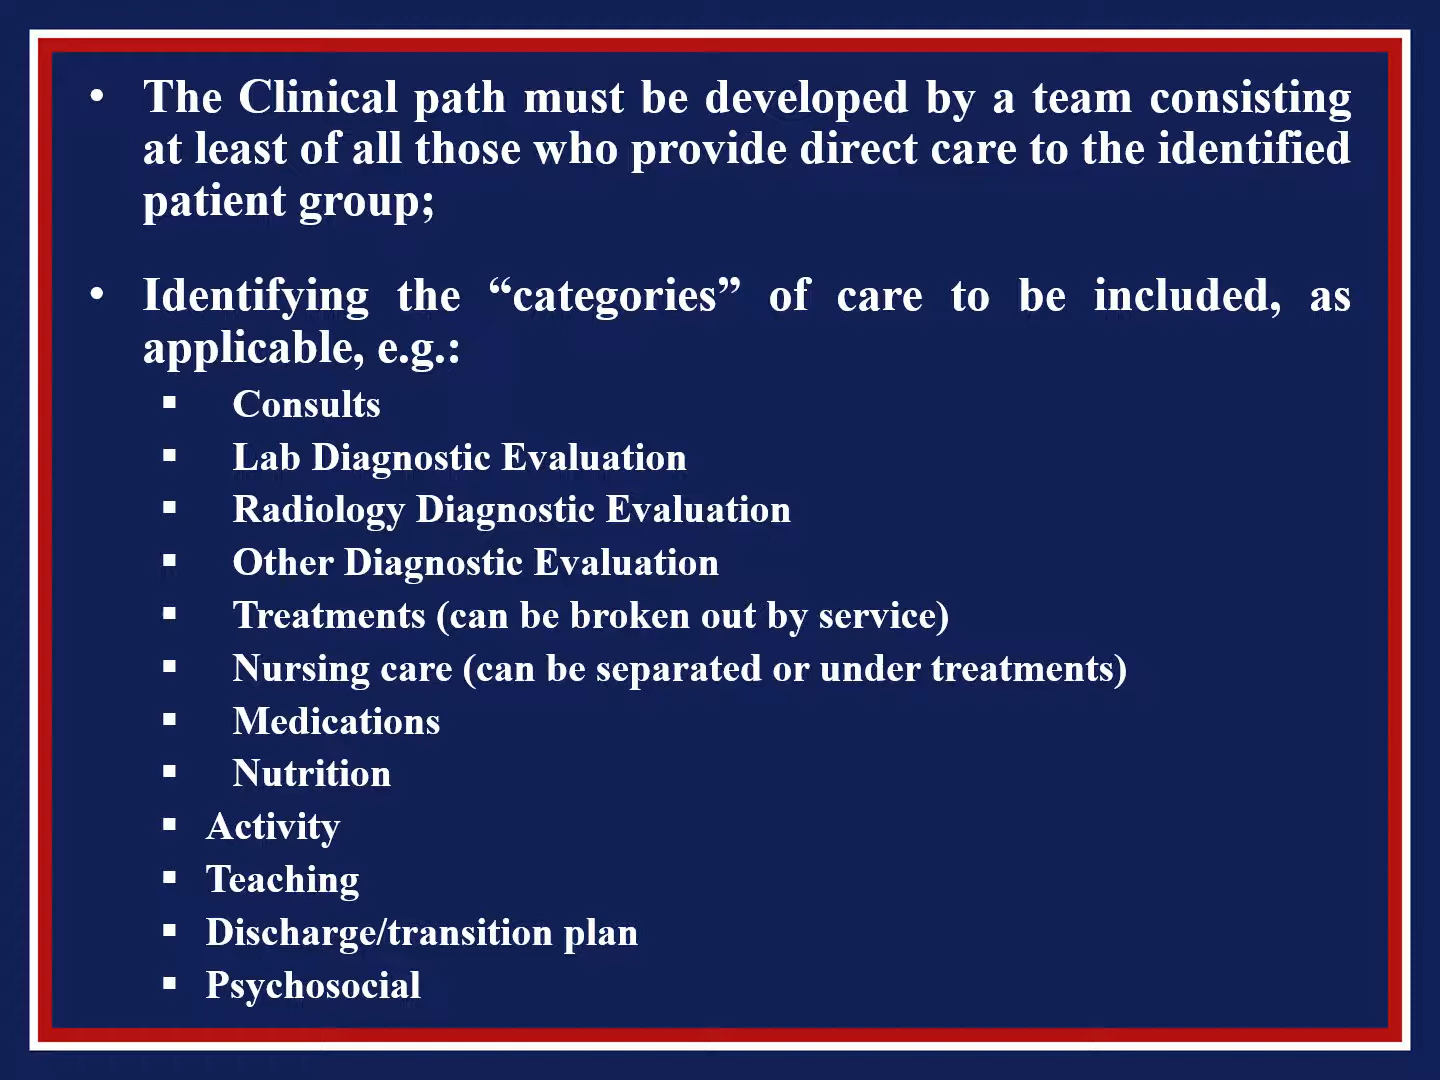 • The Clinical path must be developed by a team consisting
at least of all those who provide direct care to the identified
patient group;
• Identifying the “categories” of care to be included, as
applicable, e.g.:
▪ Consults
▪ Lab Diagnostic Evaluation
▪ Radiology Diagnostic Evaluation
▪ Other Diagnostic Evaluation
▪ Treatments (can be broken out by service)
▪ Nursing care (can be separated or under treatments)
▪ Medications
▪ Nutrition
▪ Activity
▪ Teaching
▪ Discharge/transition plan
▪ Psychosocial